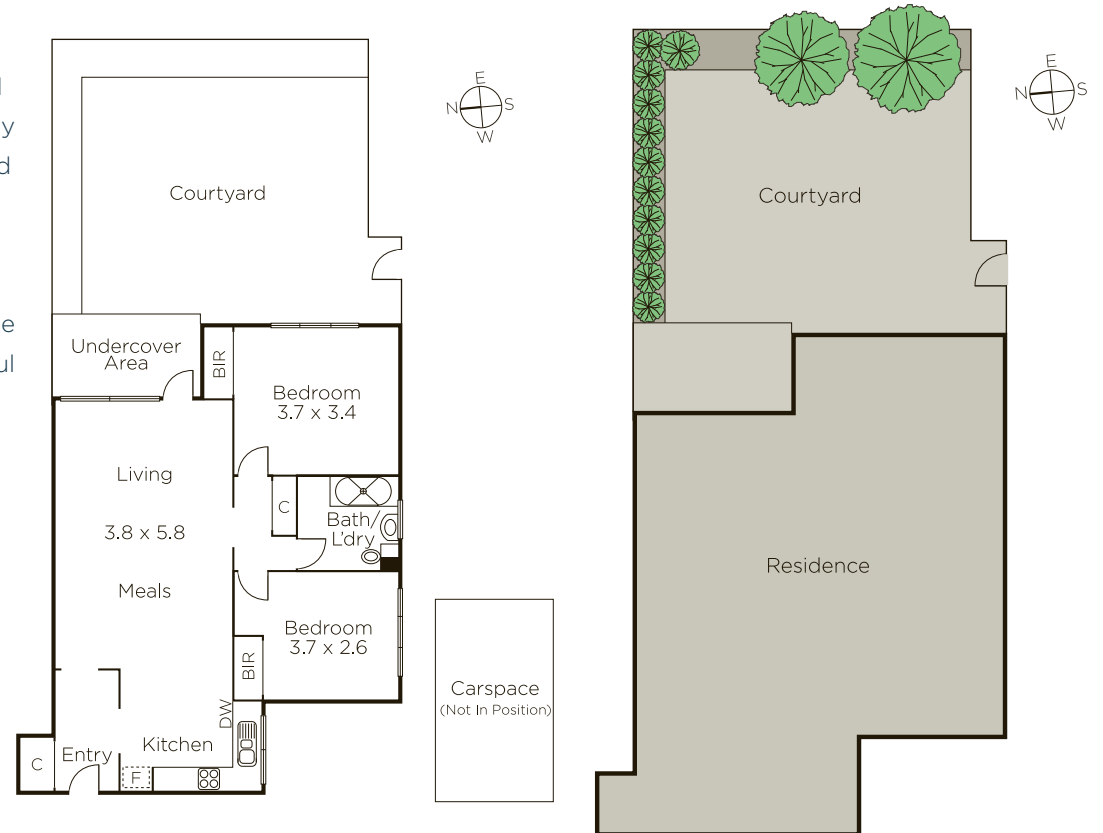 l
y
d
e
ul
E
N
S
W
Courtyard
Undercover
Area
BIR
Bedroom
3.7 x 3.4
Living
C
Bath/
L'dry
3.8 x 5.8
Meals
Bedroom
3.7 x 2.6
BIR
DW
Kitchen
Entry
C
F
Carspace
(Not In Position)
E
N
S
W
Courtyard
Residence